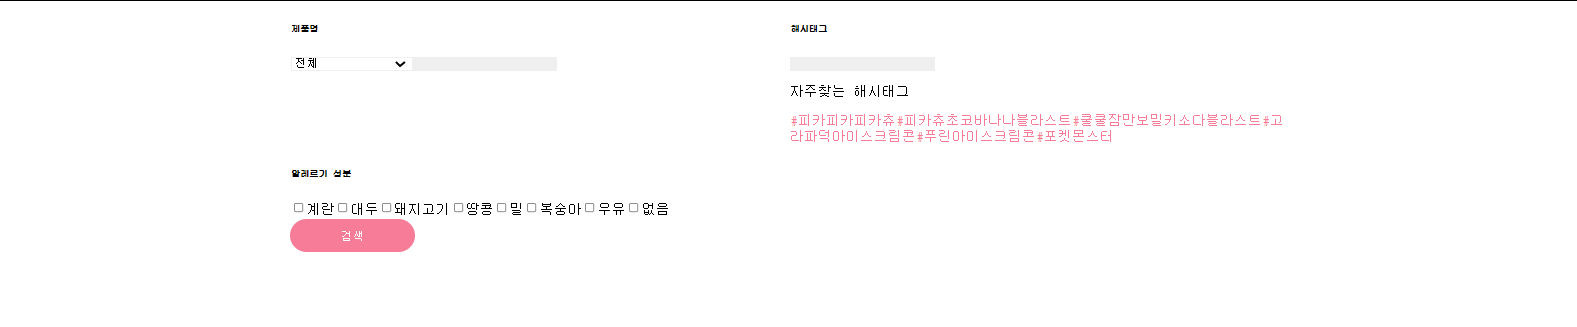 제품명
해시태그
전체
자주찾는 해시태그
#피카피카피카츄#피카츄초코바나나블라스트#쿨쿨잠만보밀키소다블라스트#고
라파덕아이스크림콘#푸린아이스크림콘#포켓몬스터
알레르기 성분
계란 대두 돼지고기 땅콩 밀 복숭아 우유 없음
검색